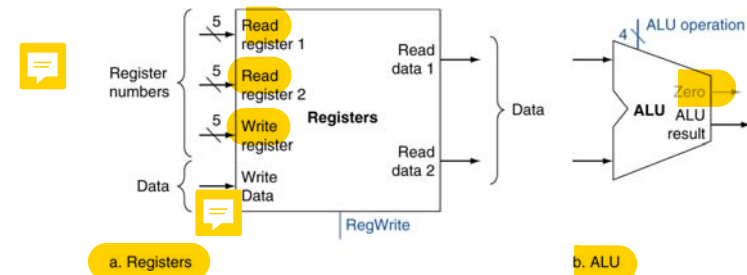 5
Read
register 1
5
Read
register 2
5
Write
register
Write
Data
Register
numbers
Data
Registers
Read
data 1
Read
data 2
Data
RegWrite
a. Registers
4
ALU operation
Zero
ALU
ALU
result
b. ALU